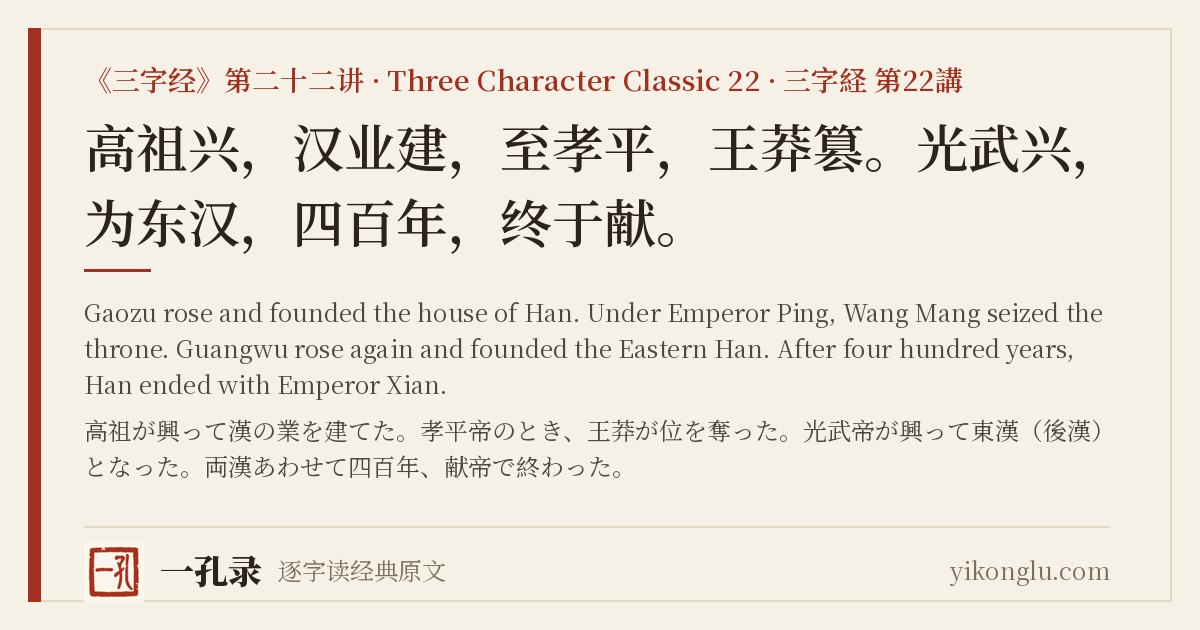 《三字经》第二十二讲 · Three Character Classic 22 · 三字経 第22講
高祖兴，汉业建，至孝平，王莽篡。光武兴，
为东汉，四百年，终于献。
Gaozu rose and founded the house of Han. Under Emperor Ping, Wang Mang seized the
throne. Guangwu rose again and founded the Eastern Han. After four hundred years,
Han ended with Emperor Xian.
高祖が興って漢の業を建てた。孝平帝のとき、王莽が位を奪った。光武帝が興って東漢（後漢）
となった。両漢あわせて四百年、献帝で終わった。
一孔
一孔录 逐字读经典原文 yikonglu.com